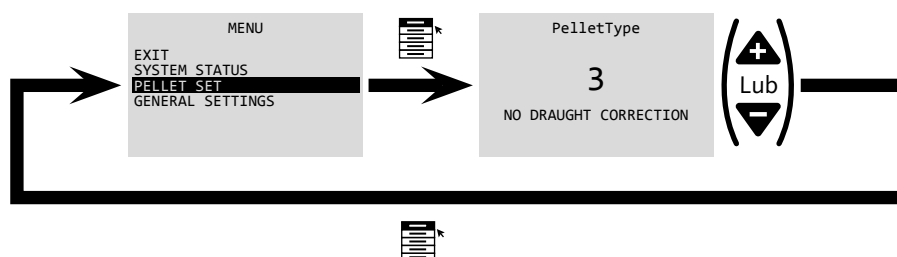 MENU
EXIT
SYSTEM STATUS
PELLET SET
GENERAL SETTINGS
PelletType
3
NO DRAUGHT CORRECTION
Lub